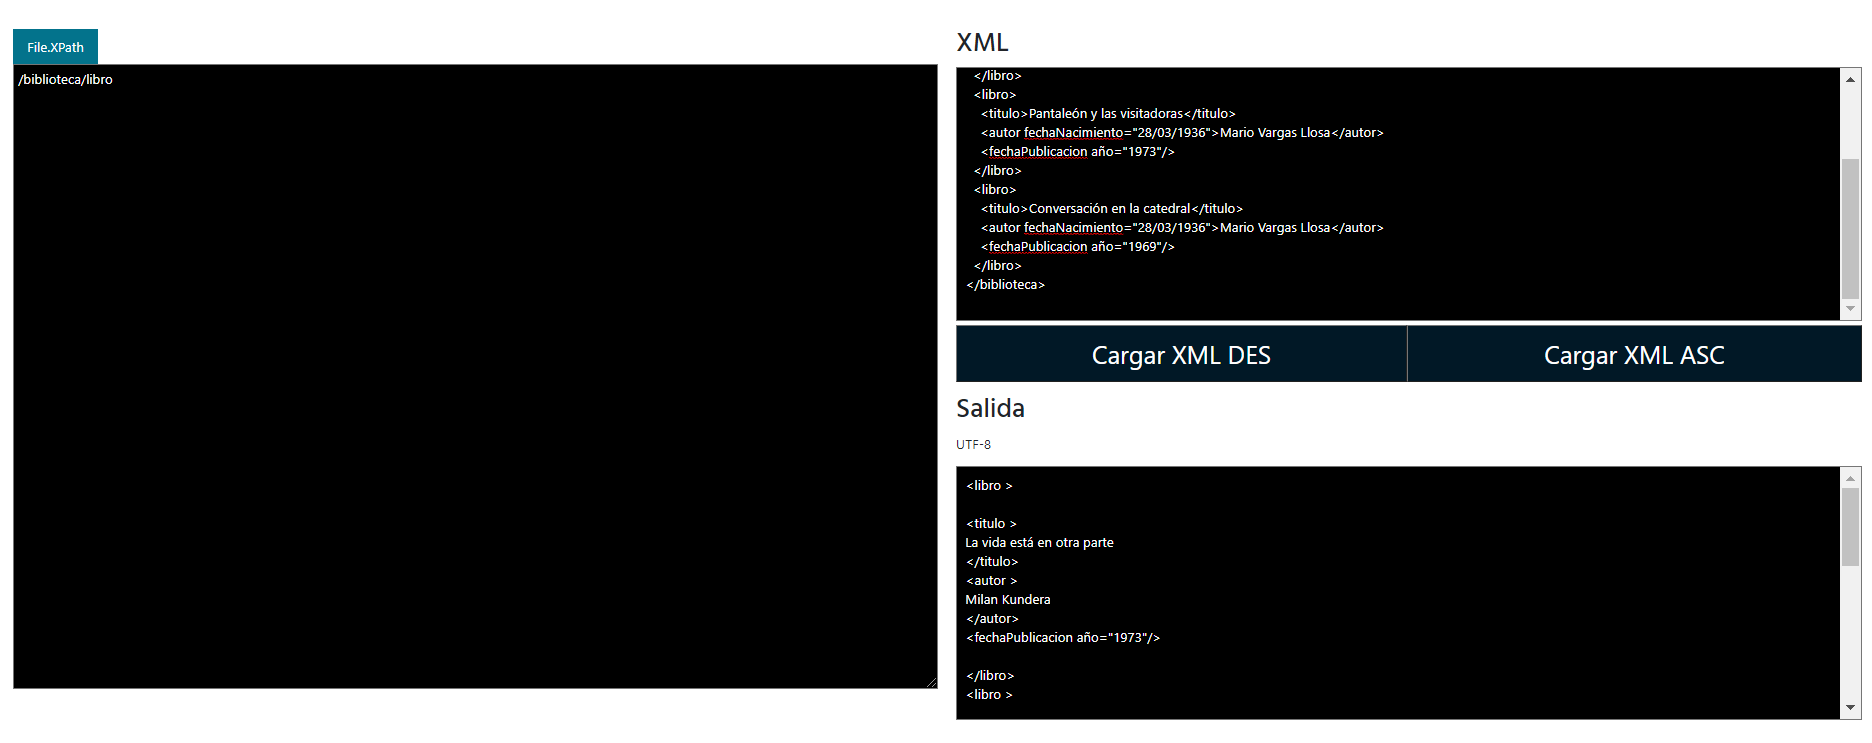 File.XPath
/biblioteca/libro
XML
</libro>
<libro>
<titulo>Pantaleón y las visitadoras</titulo>
<autor fechaNacimiento="28/03/1936">Mario Vargas Llosa</autor>
<fechaPublicacion año="1973"/>
</libro>
<libro>
<titulo>Conversación en la catedral</titulo>
<autor fechaNacimiento="28/03/1936">Mario Vargas Llosa</autor>
<fechaPublicacion año="1969"/>
</libro>
</biblioteca>
Cargar XML DES
Cargar XML ASC
Salida
UTF-8
<libro >
<titulo >
La vida está en otra parte
</titulo>
<autor >
Milan Kundera
</autor>
<fechaPublicacion año="1973"/>
</libro>
<libro >